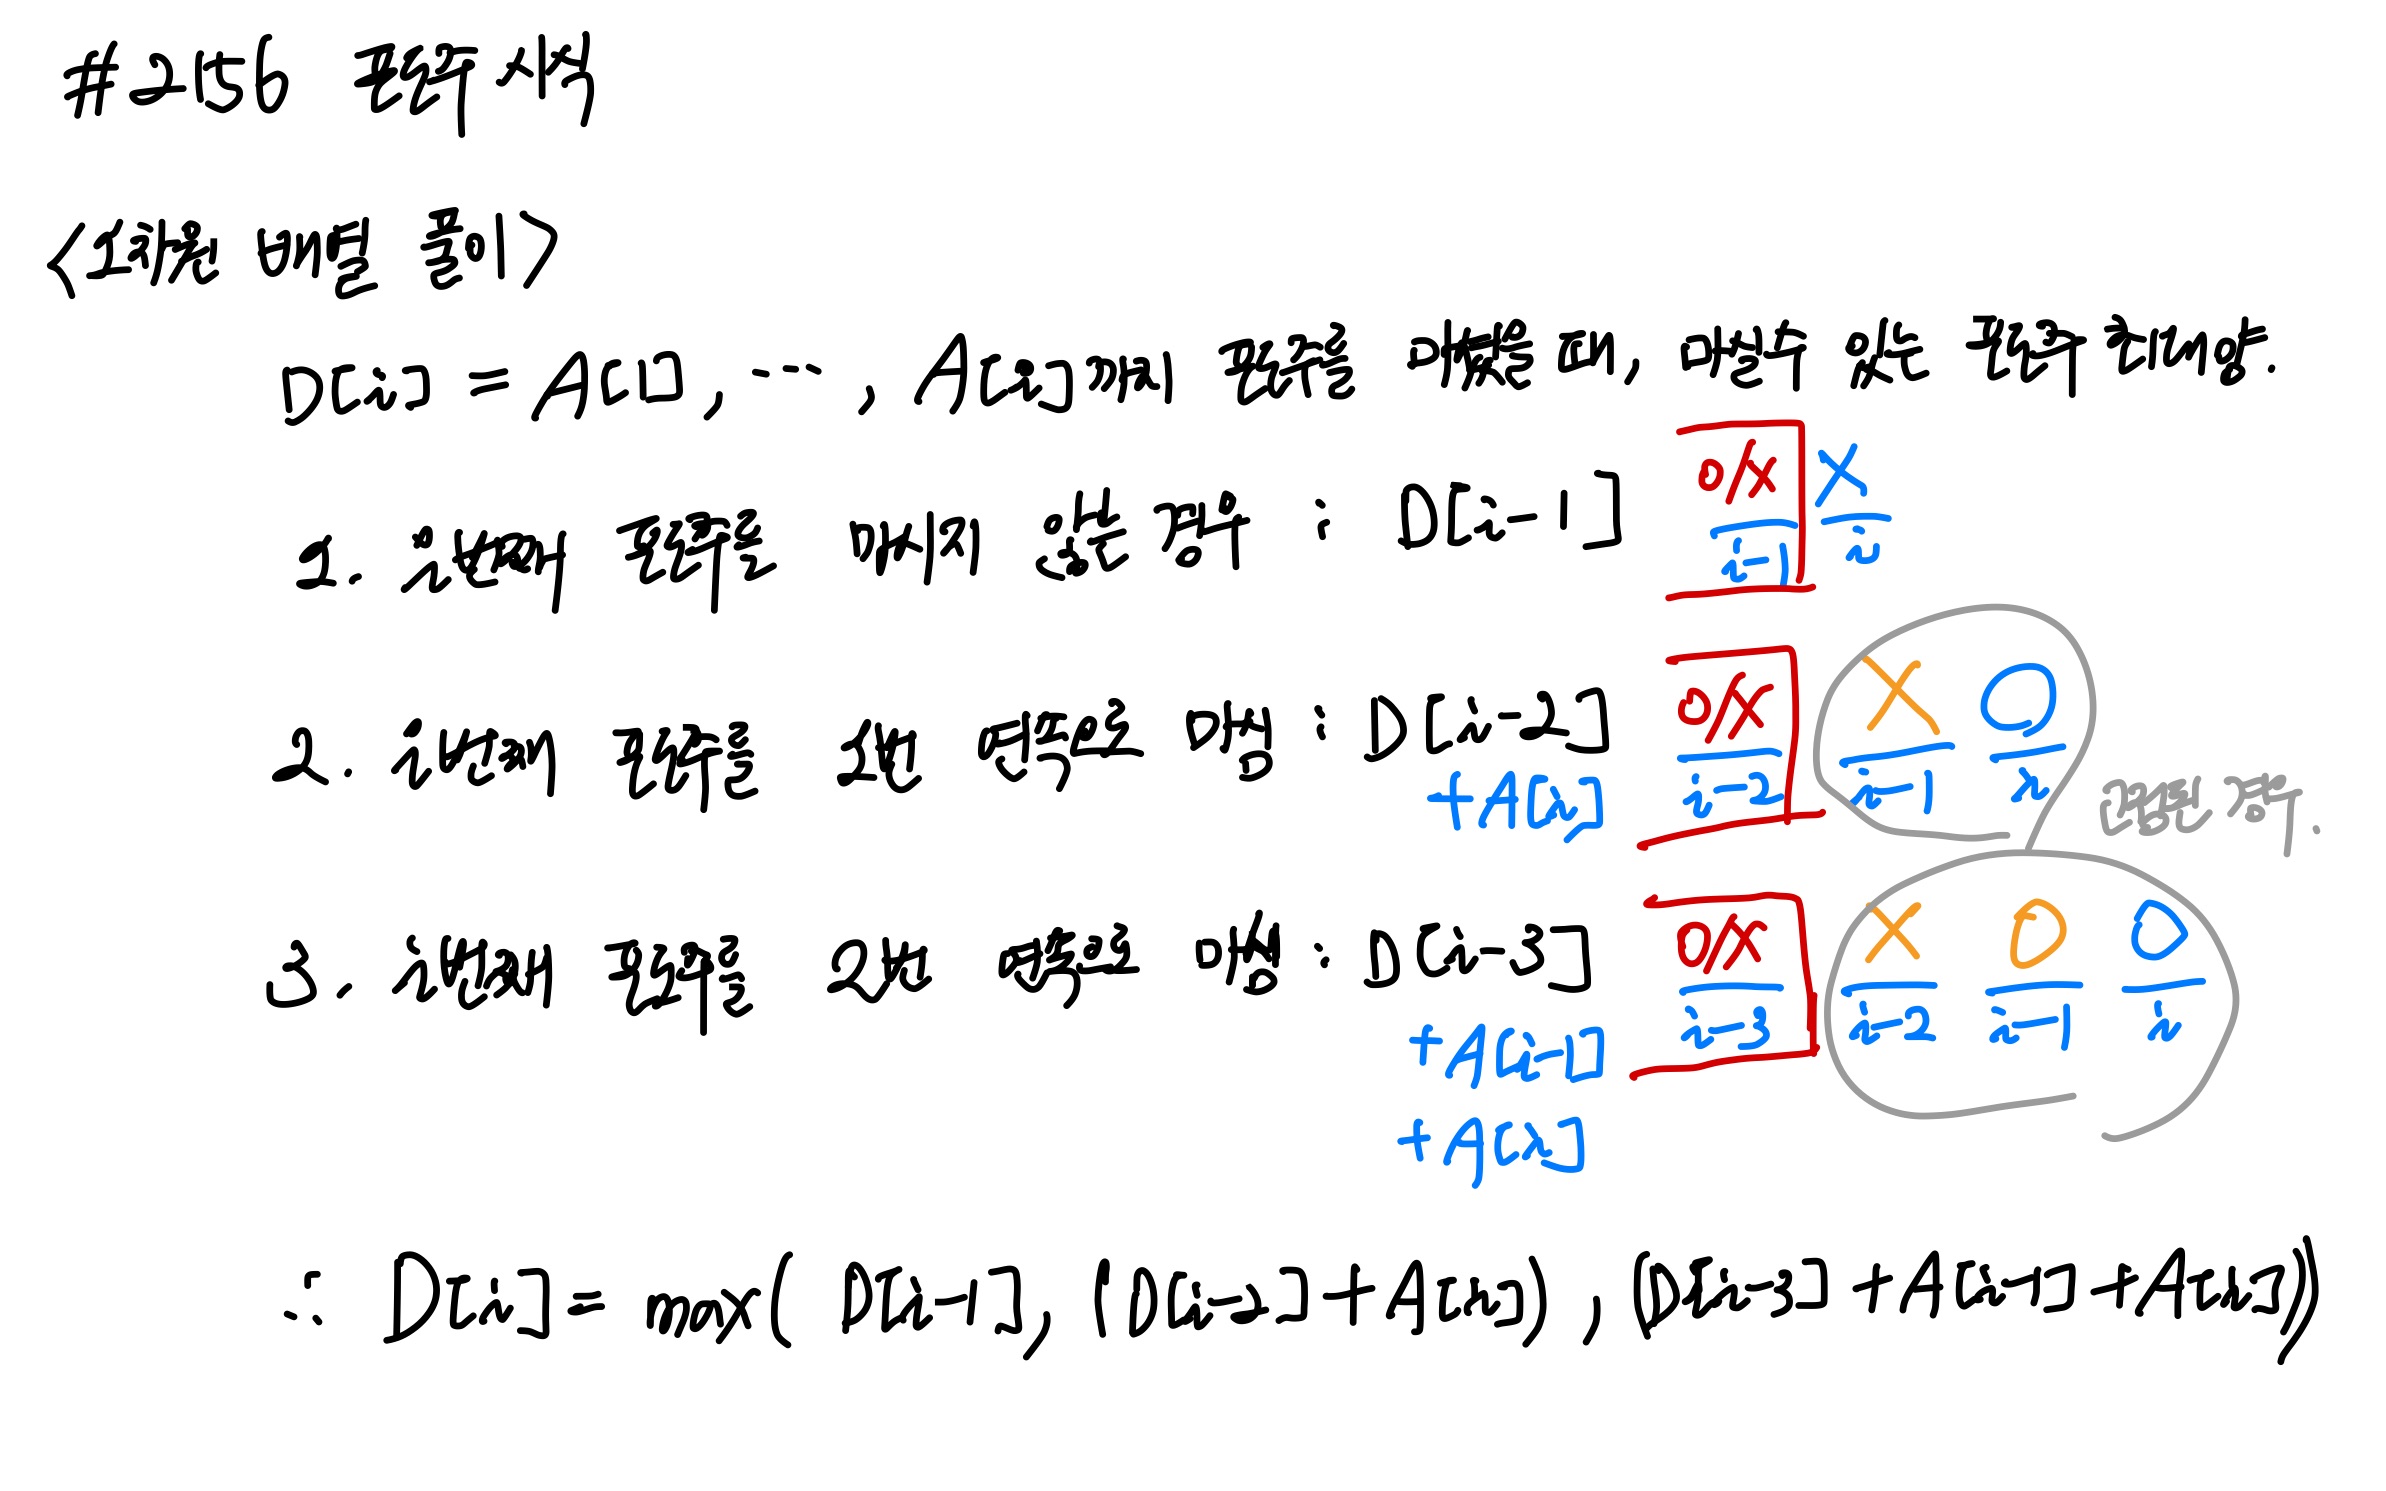 #2156 포도주 시식
<1차원 배열 풀이>
D[i] = A[1], ···, A[i]까지 포도주를 마셨을 때, 마실 수 있는 포도주 최대양.
1. i번째 포도주를 마시지 않는 경우 : D[i-1]
O/X X
i-1 i
2. i번째 포도주를 1번 연속으로 마심 : D[i-2]
+A[i]
O/X X O
i-2 i-1 i
확정된 경우.
3. i번째 포도주를 2번 연속으로 마심 : D[i-3]
+A[i-1]
+A[i]
O/X X O O
i-3 i-2 i-1 i
∴ D[i] = max( D[i-1], (D[i-2]+A[i]), (D[i-3]+A[i-1]+A[i]))